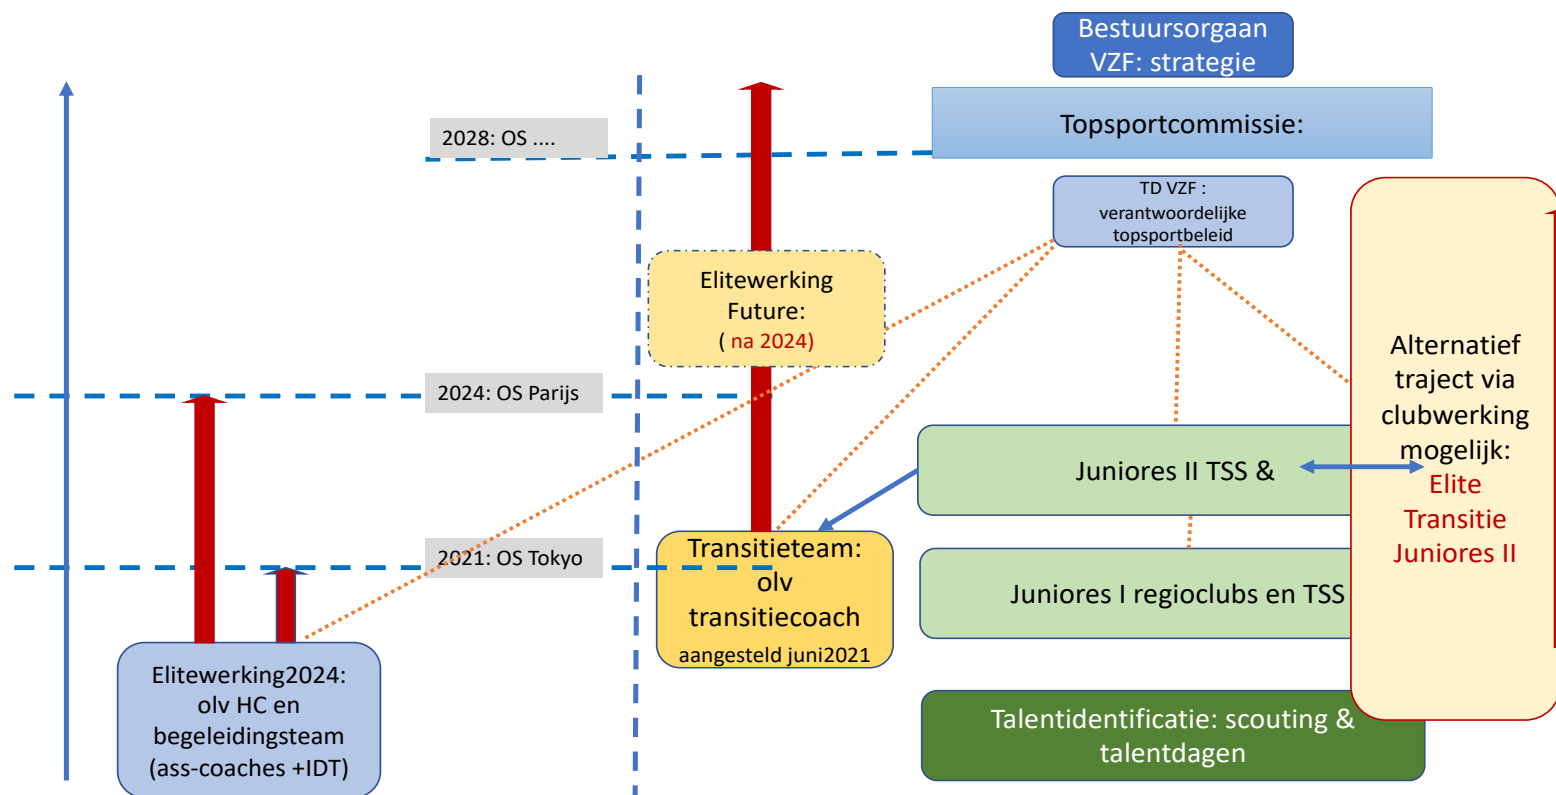 Bestuursorgaan
VZF: strategie
Topsportcommissie:
2028: OS ....
TD VZF :
verantwoordelijke
topsportbeleid
Elitewerking
Future:
( na 2024)
2024: OS Parijs
Alternatief
traject via
clubwerking
mogelijk:
Elite
Transitie
Juniores II
Juniores II TSS &
2021: OS Tokyo
Transitieteam:
olv
transitiecoach
aangesteld juni2021
Juniores I regioclubs en TSS
Elitewerking2024:
olv HC en
begeleidingsteam
(ass-coaches +IDT)
Talentidentificatie: scouting &
talentdagen